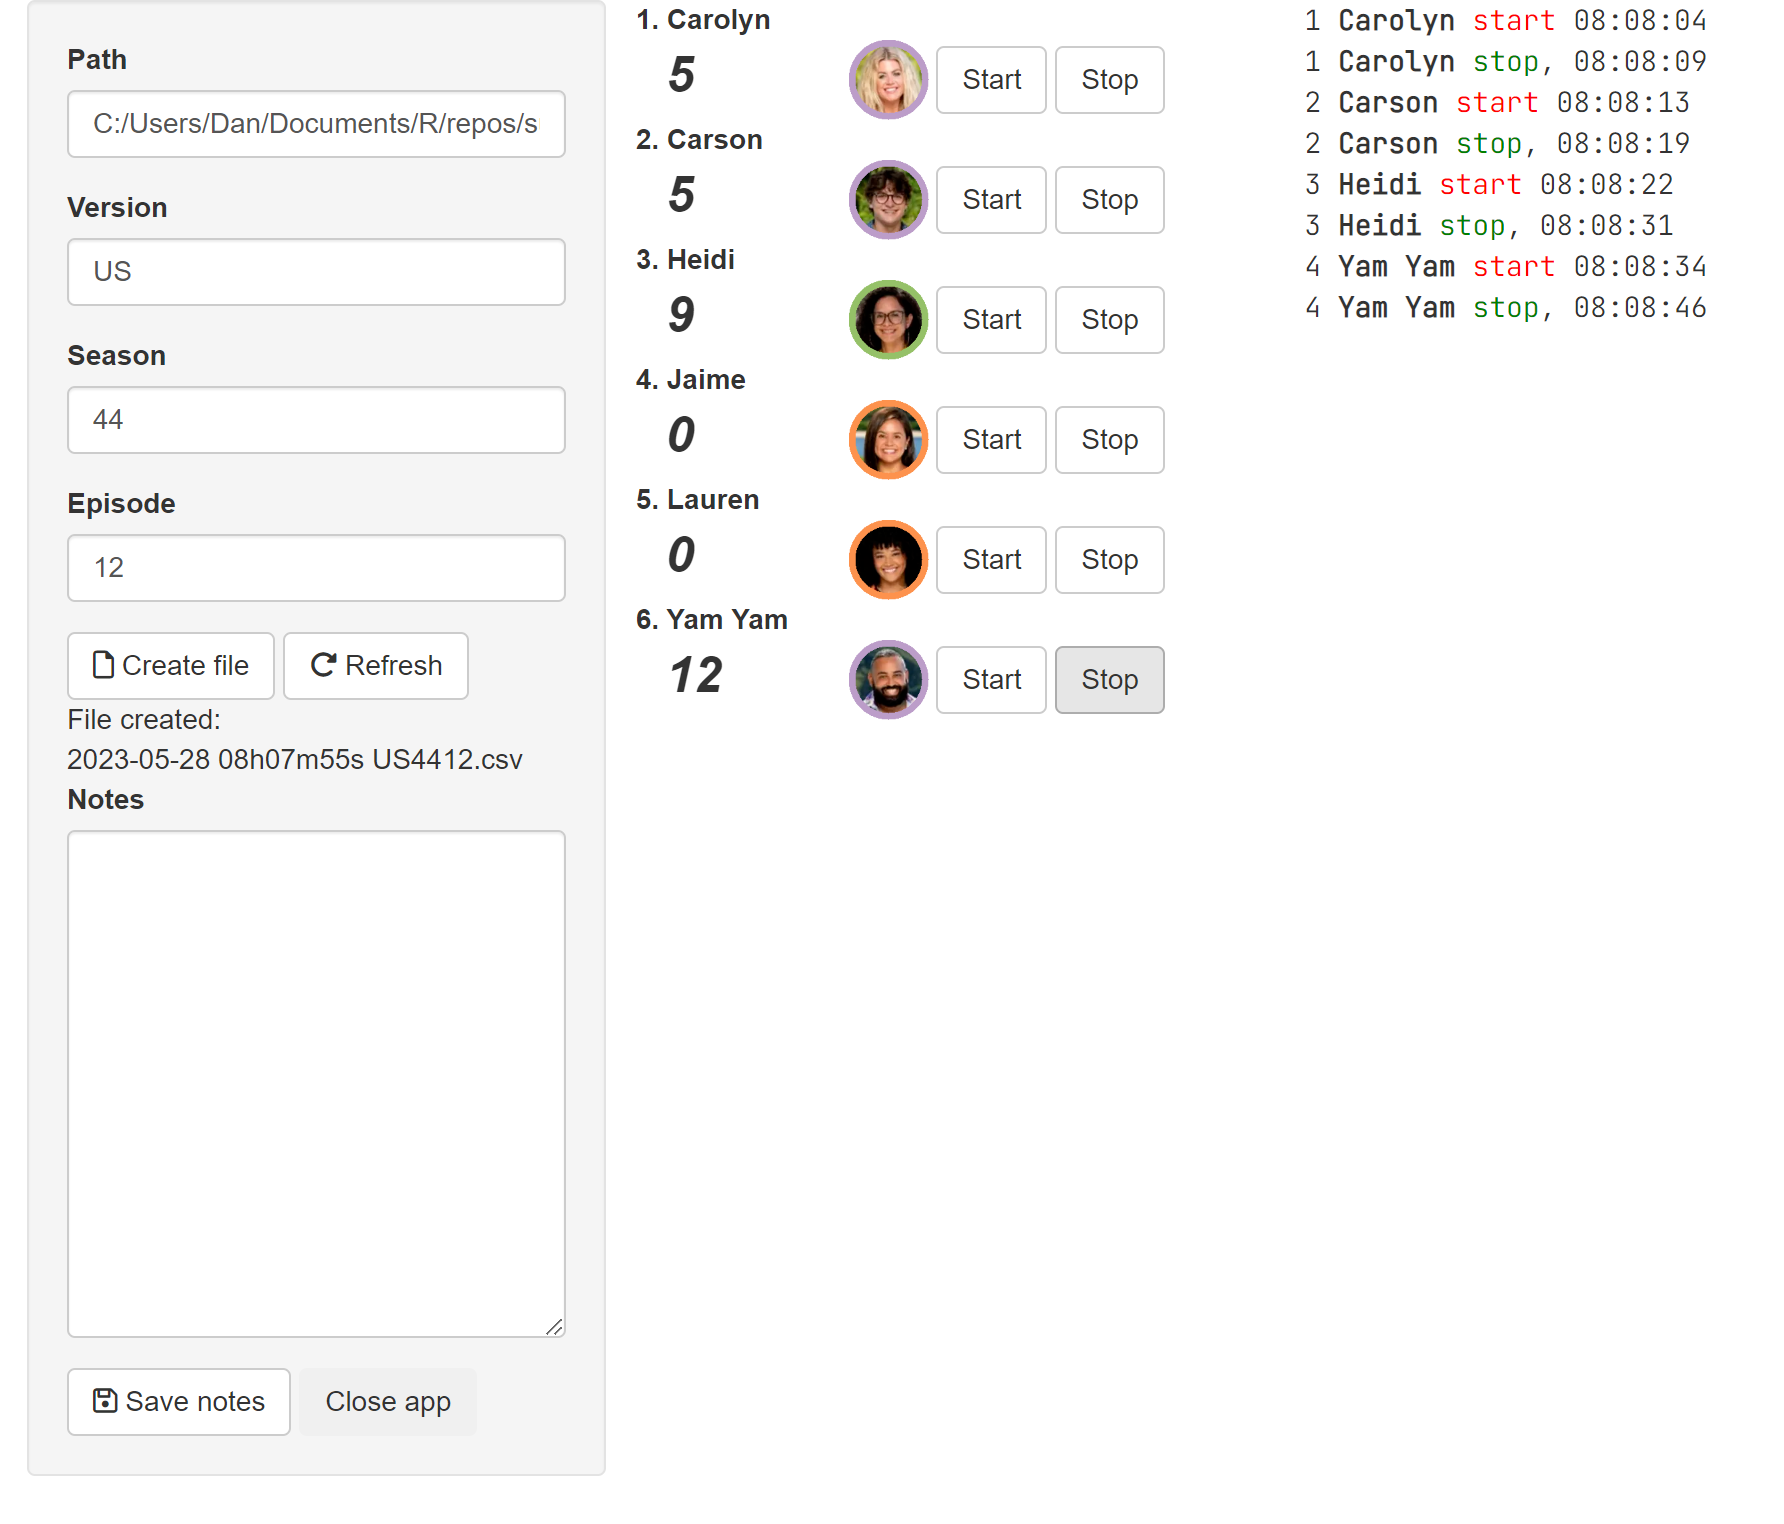 Path
C:/Users/Dan/Documents/R/repos/s
Version
US
Season
44
Episode
12
Create file
Refresh
File created:
2023-05-28 08h07m55s US4412.csv
Notes
Save notes
Close app
1. Carolyn
5
Start
Stop
2. Carson
5
Start
Stop
3. Heidi
9
Start
Stop
4. Jaime
0
Start
Stop
5. Lauren
0
Start
Stop
6. Yam Yam
12
Start
Stop
1 Carolyn start 08:08:04
1 Carolyn stop, 08:08:09
2 Carson start 08:08:13
2 Carson stop, 08:08:19
3 Heidi start 08:08:22
3 Heidi stop, 08:08:31
4 Yam Yam start 08:08:34
4 Yam Yam stop, 08:08:46